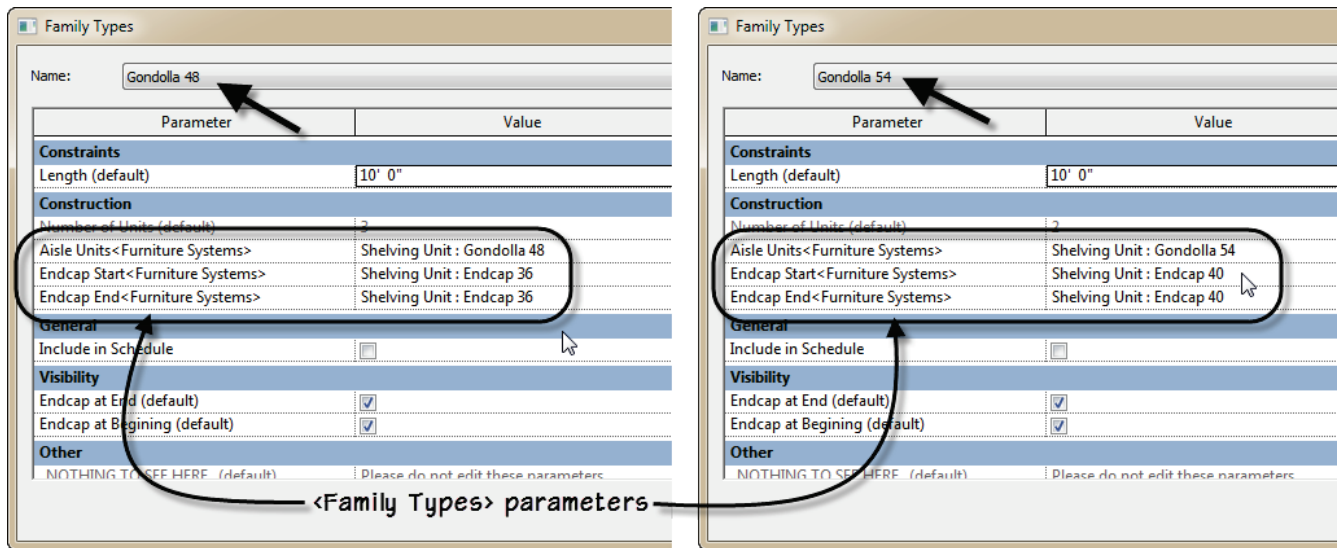 Family Types
Name: Gondolla 48
Parameter Value
Constraints
Length (default) 10' 0"
Construction
Number of Units (default) 3
Aisle Units<Furniture Systems> Shelving Unit : Gondolla 48
Endcap Start<Furniture Systems> Shelving Unit : Endcap 36
Endcap End<Furniture Systems> Shelving Unit : Endcap 36
General
Include in Schedule
Visibility
Endcap at End (default)
Endcap at Begining (default)
Other
_NOTHING TO SEE HERE_ (default) Please do not edit these parameters
Family Types
Name: Gondolla 54
Parameter Value
Constraints
Length (default) 10' 0"
Construction
Number of Units (default) 2
Aisle Units<Furniture Systems> Shelving Unit : Gondolla 54
Endcap Start<Furniture Systems> Shelving Unit : Endcap 40
Endcap End<Furniture Systems> Shelving Unit : Endcap 40
General
Include in Schedule
Visibility
Endcap at End (default)
Endcap at Begining (default)
Other
_NOTHING TO SEE HERE_ (default) Please do not edit these parameters
<Family Types> parameters